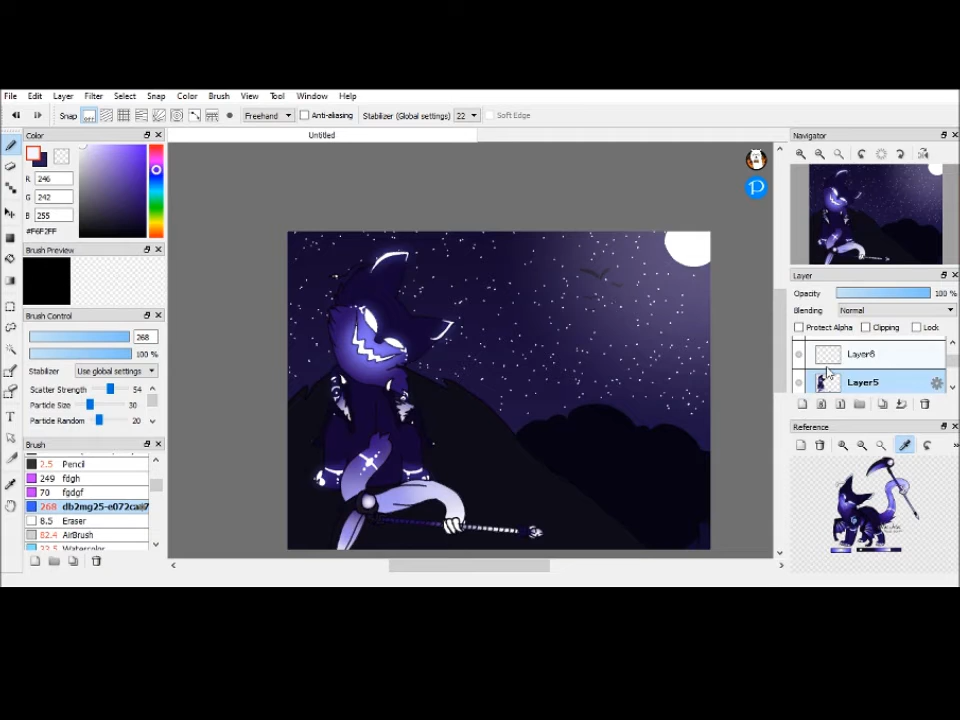 File Edit Layer Filter Select Snap Color Brush View Tool Window Help
Snap OFF Freehand Anti-aliasing Stabilizer (Global settings) 22 Soft Edge
Color
Untitled
Navigator
R 246
G 242
B 255
#F6F2FF
Brush Preview
Layer
Opacity 100 %
Blending Normal
Protect Alpha Clipping Lock
Layer6
Layer5
Brush Control
268
100 %
Stabilizer Use global settings
Scatter Strength 54
Particle Size 30
Particle Random 20
Reference
Brush
2.5 Pencil
249 fdgh
70 fgdgf
268 db2mg25-e072ca@7
8.5 Eraser
82.4 AirBrush
22.5 Watercolor